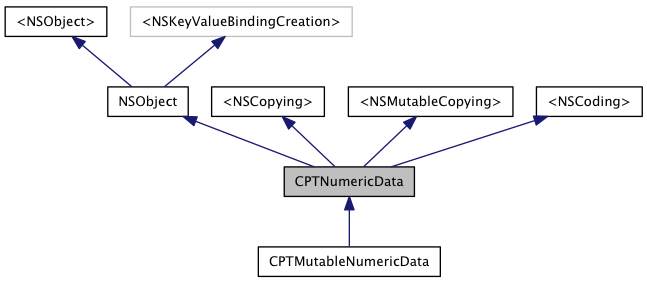 <NSObject>
<NSKeyValueBindingCreation>
NSObject
<NSCopying>
<NSMutableCopying>
<NSCoding>
CPTNumericData
CPTMutableNumericData